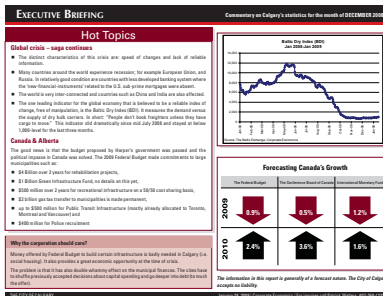 EXECUTIVE BRIEFING
Commentary on Calgary's statistics for the month of DECEMBER 2008
Hot Topics
Global crisis – saga continues
● The distinct characteristics of this crisis are: speed of changes and lack of reliable
information.
● Many countries around the world experience recession; for example European Union, and
Russia. In relatively good condition are countries with less developed banking system where
the 'new-financial-instruments' related to the U.S. sub-prime mortgages were absent.
● The world is very inter-connected and countries such as China and India are also affected.
● The one leading indicator for the global economy that is believed to be a reliable index of
change, free of manipulation, is the Baltic Dry Index (BDI). It measures the demand versus
the supply of dry bulk carriers. In short: "People don't book freighters unless they have
cargo to move." This indicator did dramatically since mid July 2008 and stayed at below
1,000-level for the last three months.
Canada & Alberta
The good news is that the budget proposed by Harper's government was passed and the
political impasse in Canada was voted. The 2009 Federal Budget made commitments to large
municipalities such as:
● $4 Billion over 2 years for rehabilitation projects,
● $1 Billion Green Infrastructure Fund, no details on this yet,
● $500 million over 2 years for recreational infrastructure on a 50/50 cost sharing basis,
● $2 billion gas tax transfer to municipalities is made permanent,
● up to $500 million for Public Transit Infrastructure (mostly already allocated to Toronto,
Montreal and Vancouver) and
● $400 million for Police recruitment
Why the corporation should care?
Money offered by Federal Budget to build certain infrastructure is badly needed in Calgary (i.e.
social housing). It also provides a great economic opportunity at the time of crisis.
The problem is that it has also double-whammy effect on the municipal finances. The cities have
to shuffle previously accepted decisions about capital spending and go deeper into debt (to match
the offer).
Baltic Dry Index (BDI)
Jan 2008-Jan 2009
Forecasting Canada's Growth
The Federal Budget
The Conference Board of Canada
International Monetary Fund
2009
0.9%
0.5%
1.2%
2010
2.4%
3.6%
1.6%
The information in this report is generally of a forecast nature. The City of Calgary
accepts no liability.